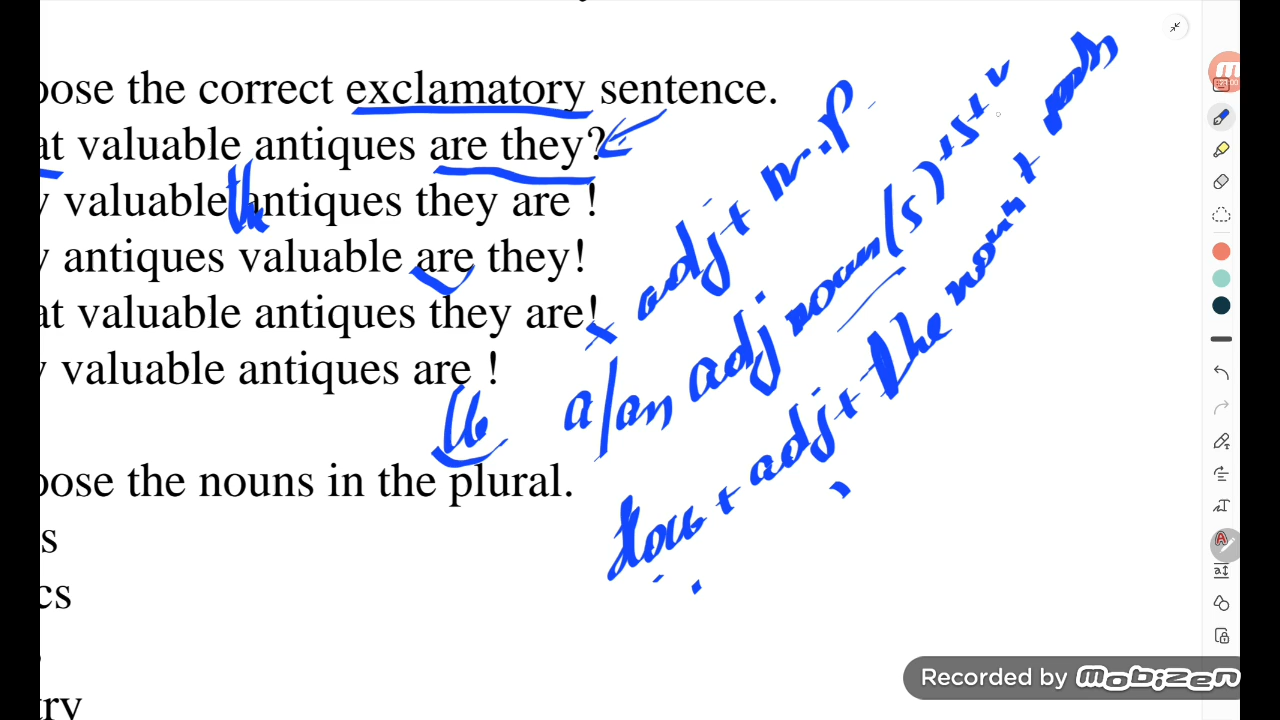 oose the correct exclamatory sentence.
at valuable antiques are they?
y valuable antiques they are !
y antiques valuable are they!
at valuable antiques they are!
y valuable antiques are !
oose the nouns in the plural.
s
cs
try
+ adj + n.p
a/an adj noun(s) + s + v
How + adj + the noun +
Recorded by MOBIZEN